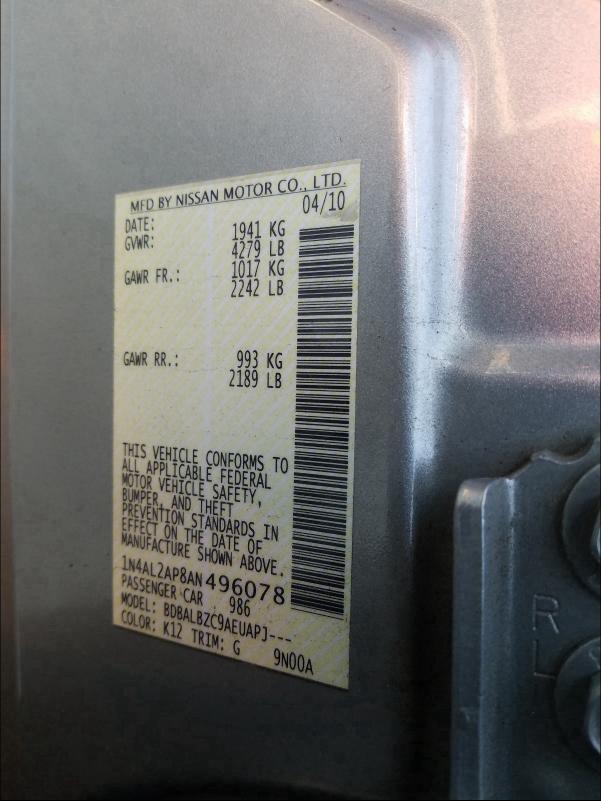 MFD BY NISSAN MOTOR CO., LTD.
DATE: 04/10
GVWR: 1941 KG
4279 LB
GAWR FR.: 1017 KG
2242 LB
GAWR RR.: 993 KG
2189 LB
THIS VEHICLE CONFORMS TO
ALL APPLICABLE FEDERAL
MOTOR VEHICLE SAFETY,
BUMPER, AND THEFT
PREVENTION STANDARDS IN
EFFECT ON THE DATE OF
MANUFACTURE SHOWN ABOVE.
1N4AL2AP8AN496078
PASSENGER CAR 986
MODEL: BDBALBZC9AEUAPJ---
COLOR: K12 TRIM: G 9N00A
R
L